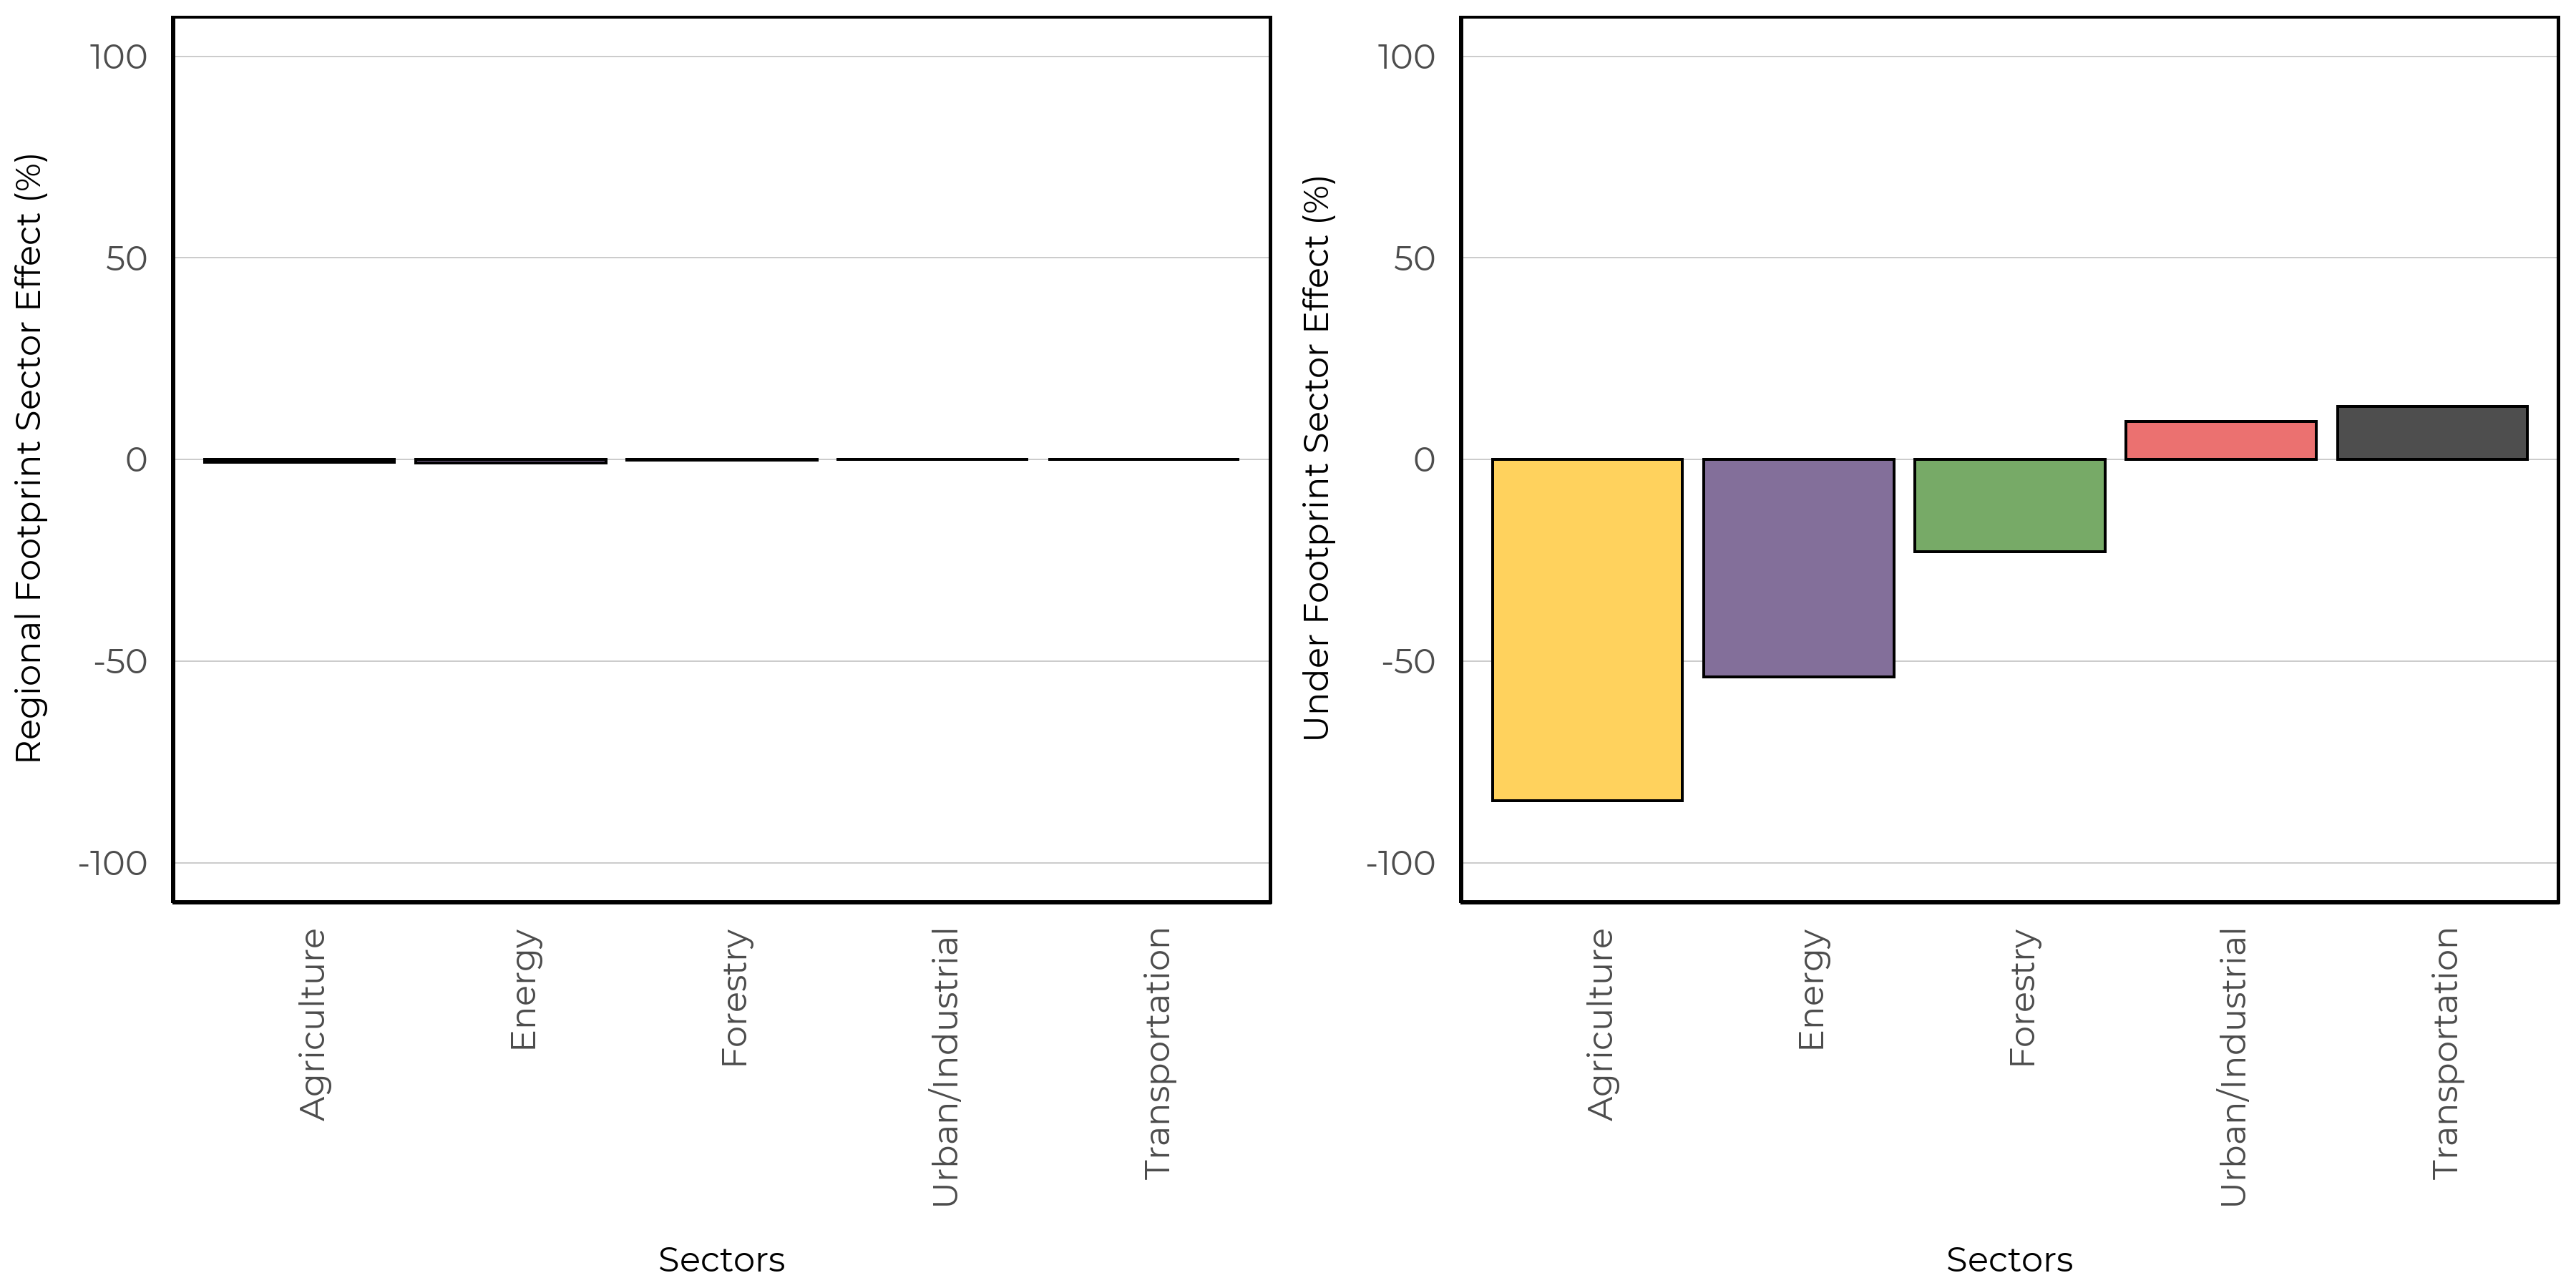 Regional Footprint Sector Effect (%)
100
50
0
-50
-100
Agriculture
Energy
Forestry
Urban/Industrial
Transportation
Sectors
Under Footprint Sector Effect (%)
100
50
0
-50
-100
Agriculture
Energy
Forestry
Urban/Industrial
Transportation
Sectors